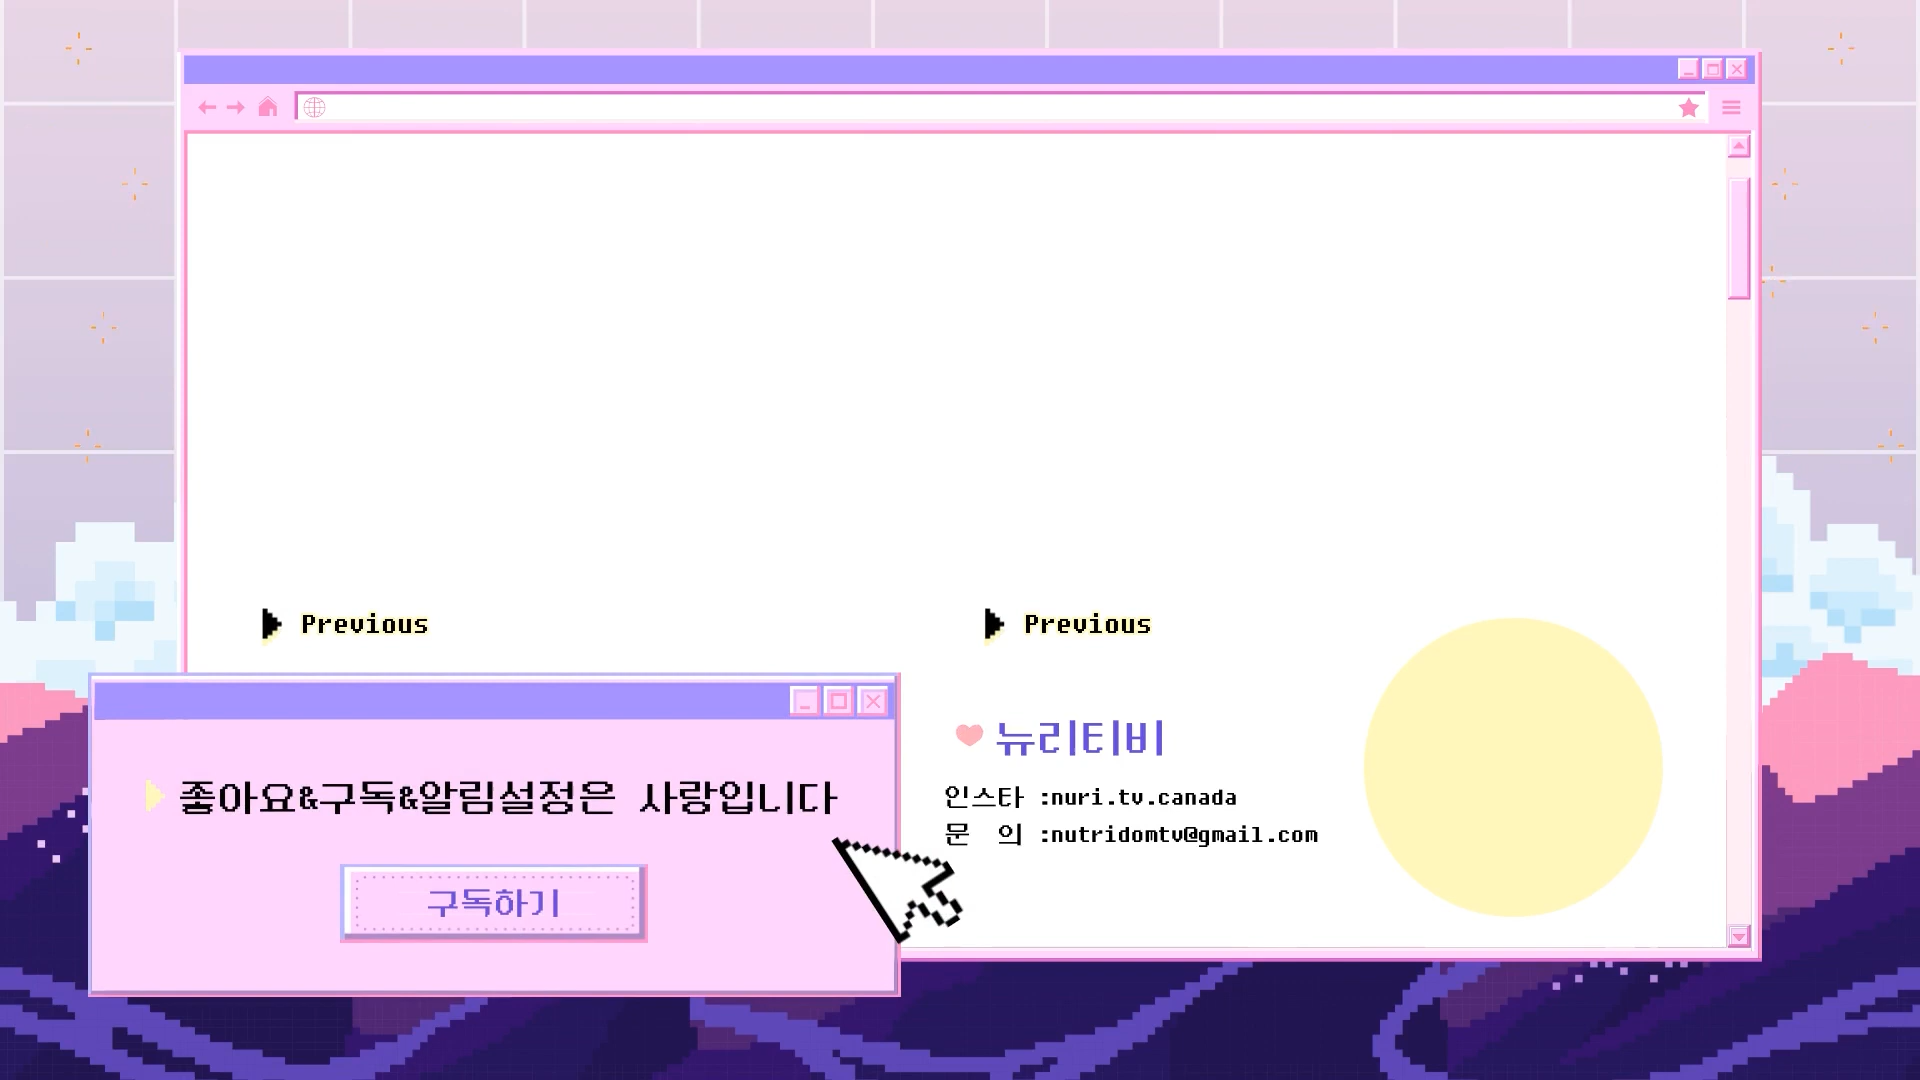 Previous
Previous
뉴리티비
인스타 :nuri.tv.canada
문 의 :nutridomtv@gmail.com
좋아요&구독&알림설정은 사랑입니다
구독하기